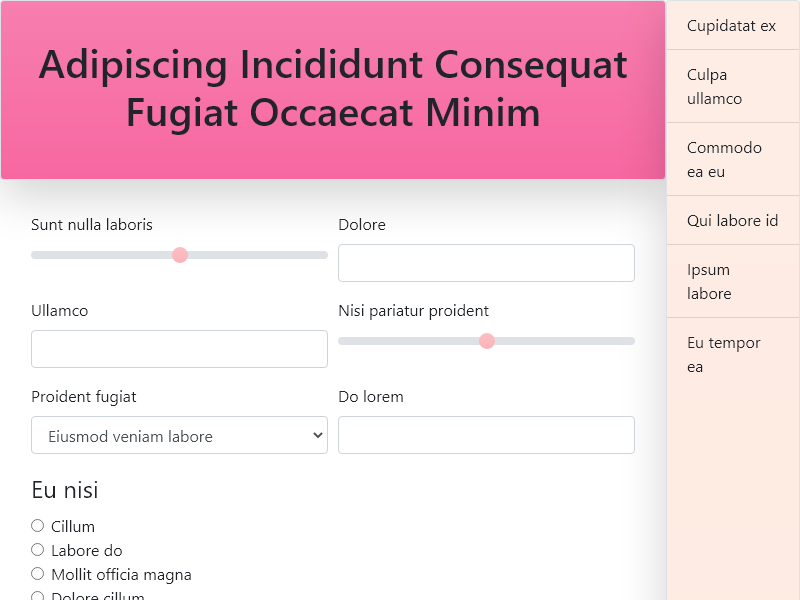 Adipiscing Incididunt Consequat
Fugiat Occaecat Minim
Sunt nulla laboris
Dolore
Ullamco
Nisi pariatur proident
Proident fugiat
Eiusmod veniam labore
Do lorem
Eu nisi
Cillum
Labore do
Mollit officia magna
Dolore cillum
Cupidatat ex
Culpa
ullamco
Commodo
ea eu
Qui labore id
Ipsum
labore
Eu tempor
ea